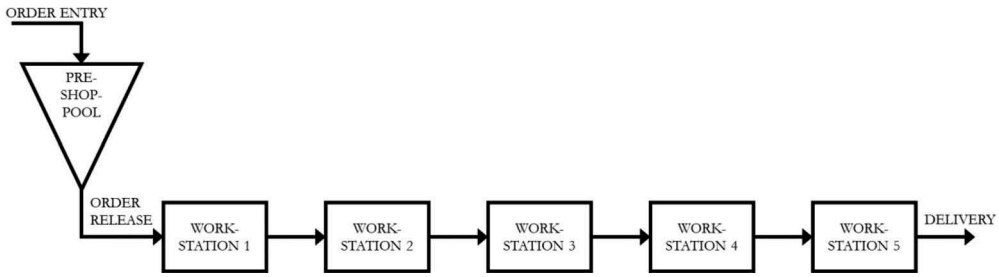 ORDER ENTRY
PRE-
SHOP-
POOL
ORDER
RELEASE
WORK-
STATION 1
WORK-
STATION 2
WORK-
STATION 3
WORK-
STATION 4
WORK-
STATION 5
DELIVERY